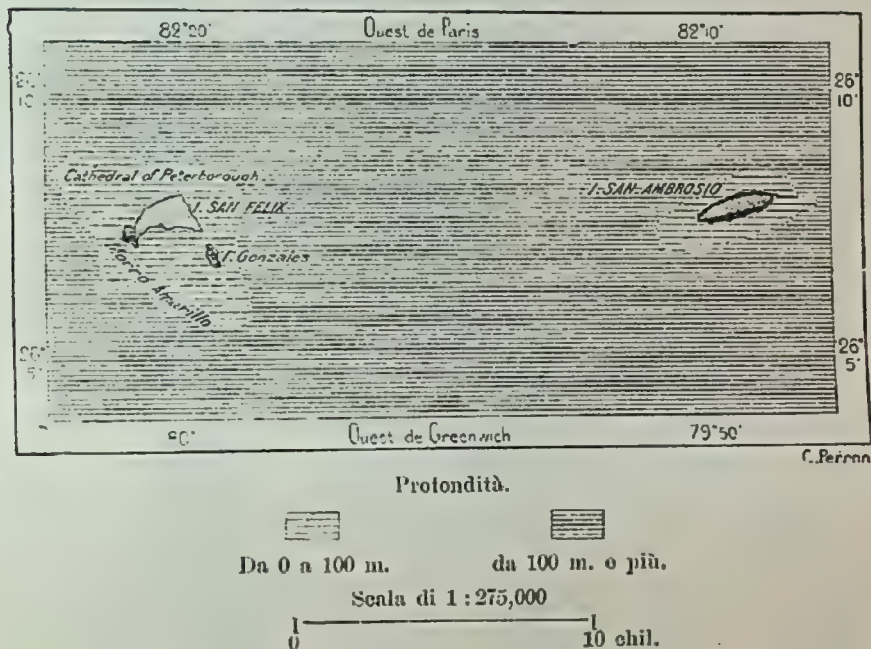 82°20' Ouest de Paris 82°10'
26° 26°
10' 10'
Cathedral of Peterborough
I. SAN FELIX
I. SAN-AMBROSIO
I. Gonzales
Morro Amarillo
26° 26°
5' 5'
80° Ouest de Greenwich 79°50'
C. Perron
Profondità.
Da 0 a 100 m. da 100 m. e più.
Scala di 1 : 275,000
0 10 chil.